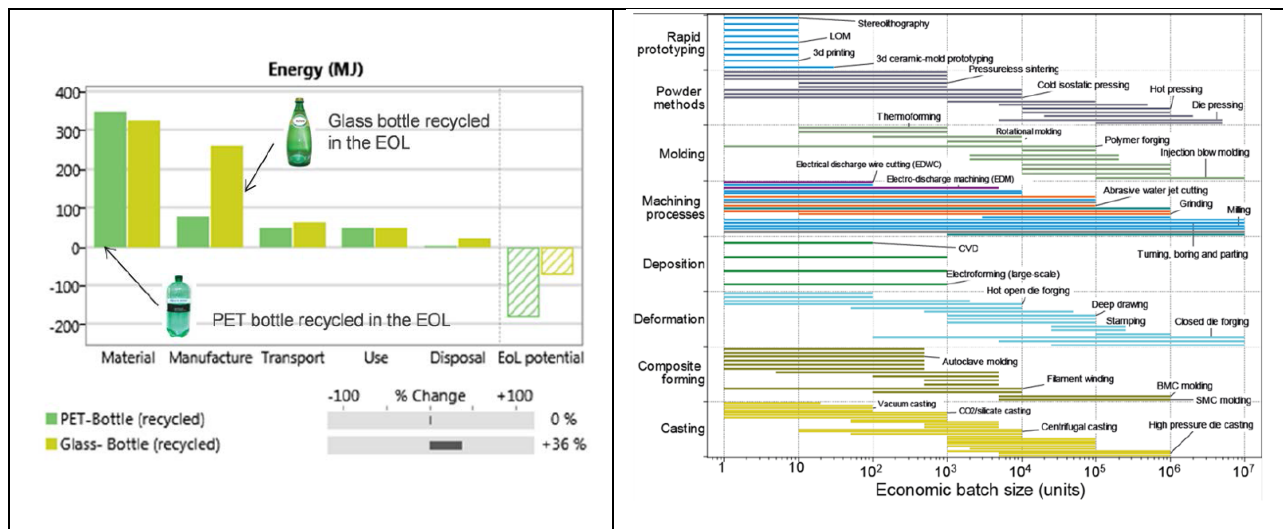 Energy (MJ)
400
300
200
100
0
-100
-200
Glass bottle recycled
in the EOL
PET bottle recycled in the EOL
Material Manufacture Transport Use Disposal EoL potential
-100 % Change +100
PET-Bottle (recycled) 0 %
Glass- Bottle (recycled) +36 %
Rapid
prototyping
Stereolithography
LOM
3d printing
3d ceramic-mold prototyping
Powder
methods
Pressureless sintering
Cold isostatic pressing
Hot pressing
Die pressing
Molding
Thermoforming
Rotational molding
Polymer forging
Injection blow molding
Machining
processes
Electrical discharge wire cutting (EDWC)
Electro-discharge machining (EDM)
Abrasive water jet cutting
Grinding
Milling
Turning, boring and parting
Deposition
CVD
Electroforming (large-scale)
Deformation
Hot open die forging
Deep drawing
Stamping
Closed die forging
Composite
forming
Autoclave molding
Filament winding
BMC molding
SMC molding
Casting
Vacuum casting
CO2/silicate casting
Centrifugal casting
High pressure die casting
1 10 10² 10³ 10⁴ 10⁵ 10⁶ 10⁷
Economic batch size (units)